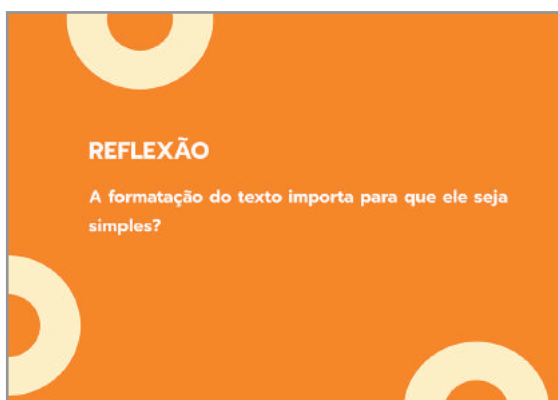 REFLEXÃO
A formatação do texto importa para que ele seja
simples?